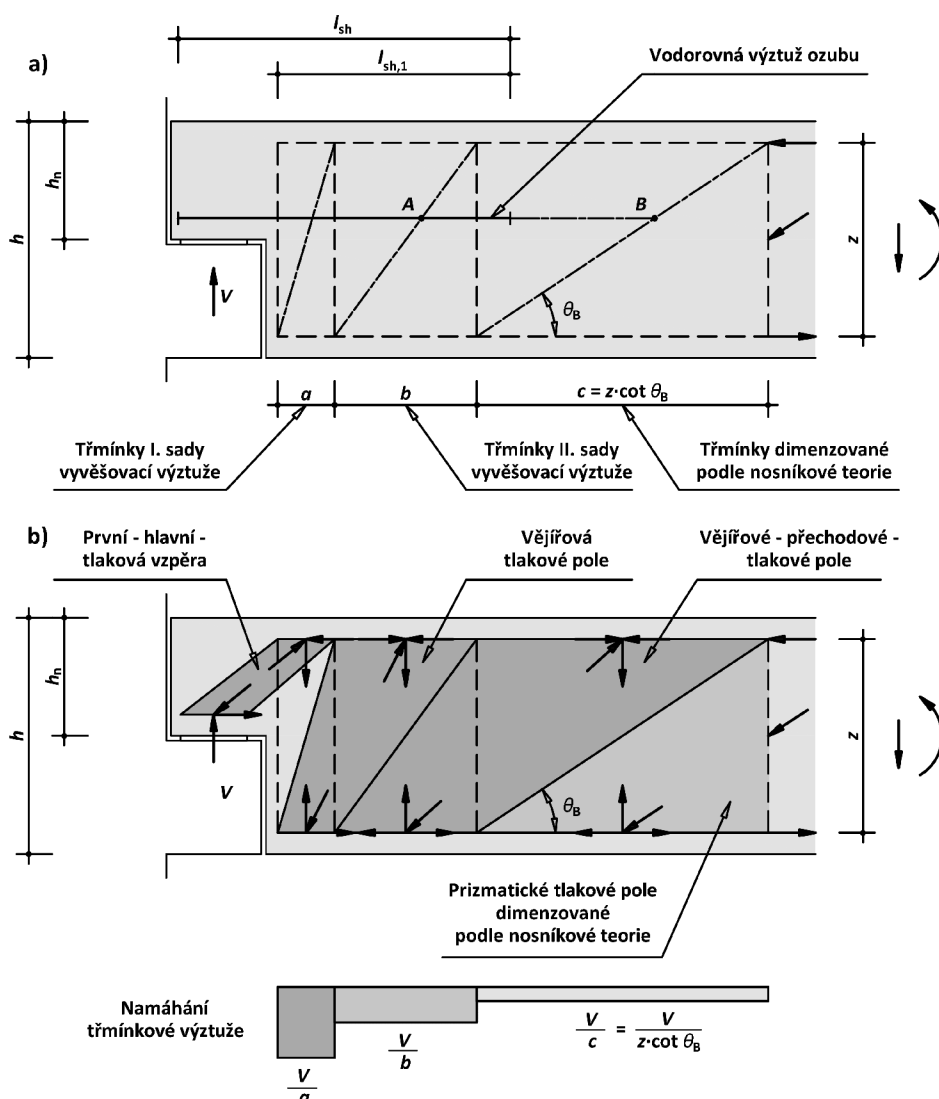 l_sh
a)
l_sh,1
Vodorovná výztuž ozubu
h_n
h
A
B
z
V
θ_B
a
b
c = z·cot θ_B
Třmínky I. sady
vyvěšovací výztuže
Třmínky II. sady
vyvěšovací výztuže
Třmínky dimenzované
podle nosníkové teorie
b)
První - hlavní -
tlaková vzpěra
Vějířová
tlakové pole
Vějířové - přechodové -
tlakové pole
h_n
h
z
V
θ_B
Prizmatické tlakové pole
dimenzované
podle nosníkové teorie
Namáhání
třmínkové výztuže
V/a
V/b
V/c = V/(z·cot θ_B)